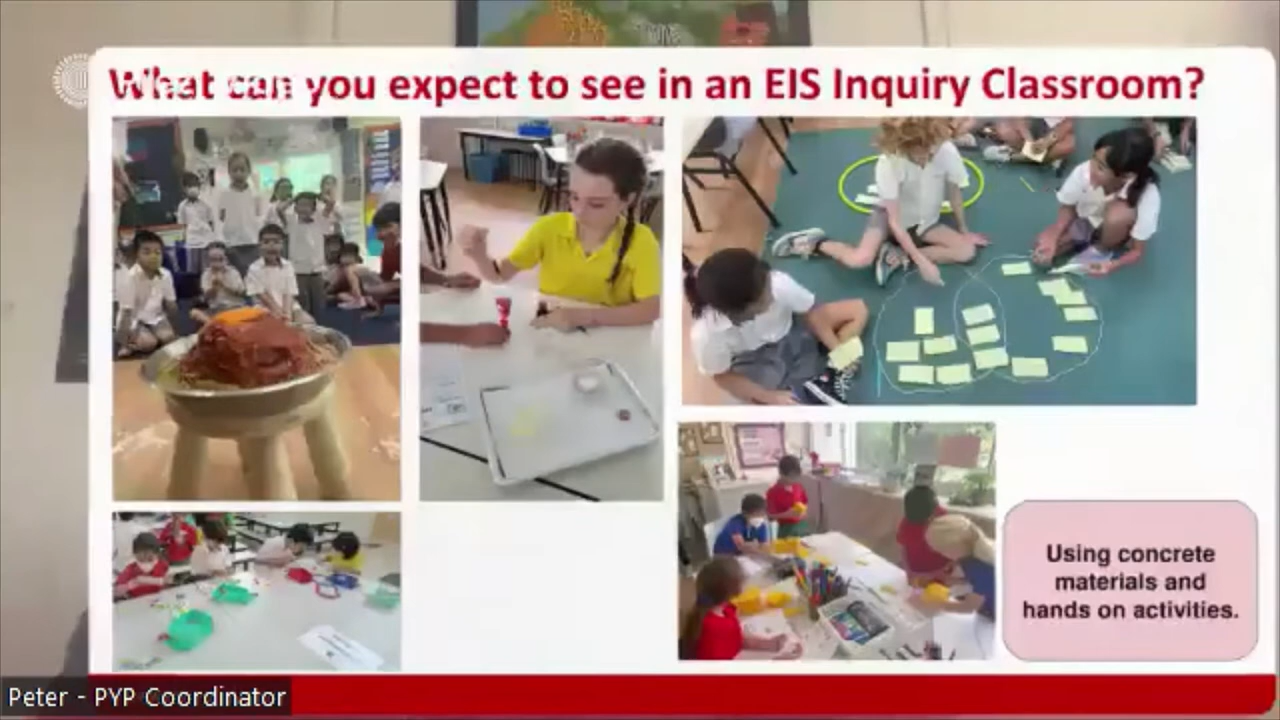 What can you expect to see in an EIS Inquiry Classroom?
Using concrete
materials and
hands on activities.
Peter - PYP Coordinator